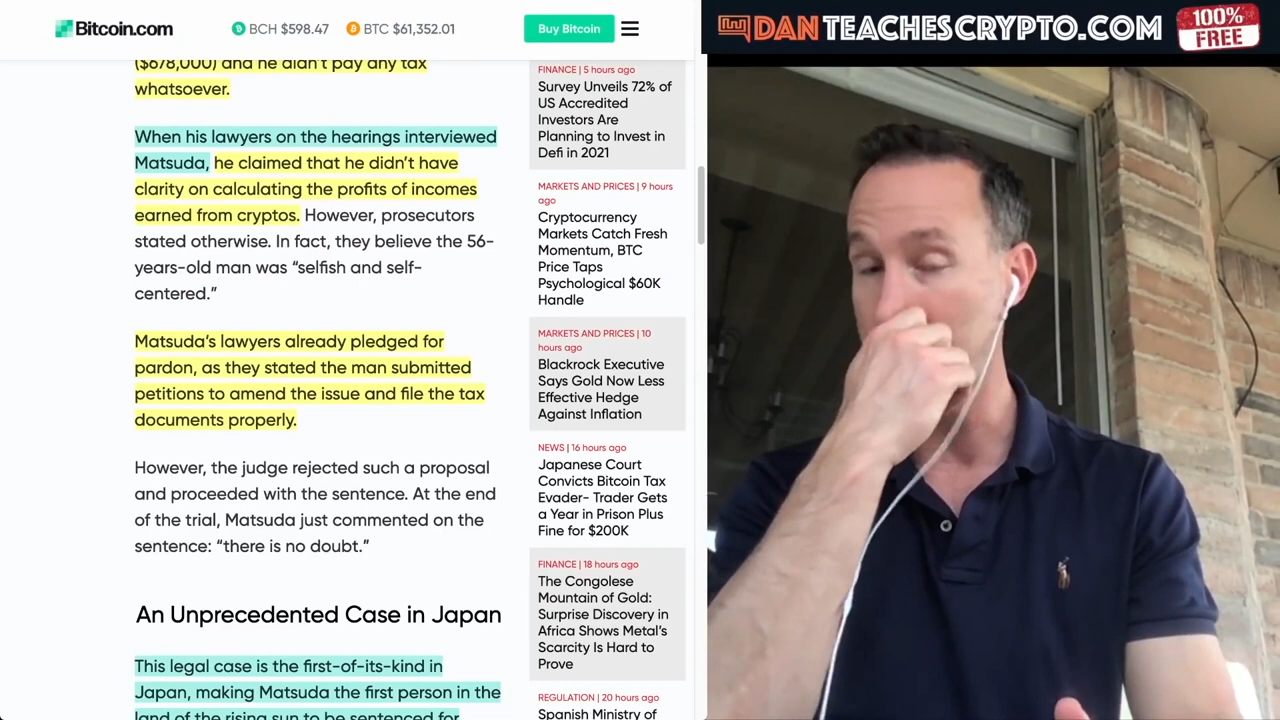 Bitcoin.com
BCH $598.47
BTC $61,352.01
Buy Bitcoin
($678,000) and he didn't pay any tax
whatsoever.
When his lawyers on the hearings interviewed
Matsuda, he claimed that he didn't have
clarity on calculating the profits of incomes
earned from cryptos. However, prosecutors
stated otherwise. In fact, they believe the 56-
years-old man was “selfish and self-
centered.”
Matsuda's lawyers already pledged for
pardon, as they stated the man submitted
petitions to amend the issue and file the tax
documents properly.
However, the judge rejected such a proposal
and proceeded with the sentence. At the end
of the trial, Matsuda just commented on the
sentence: “there is no doubt.”
An Unprecedented Case in Japan
This legal case is the first-of-its-kind in
Japan, making Matsuda the first person in the
land of the rising sun to be sentenced for
FINANCE | 5 hours ago
Survey Unveils 72% of
US Accredited
Investors Are
Planning to Invest in
Defi in 2021
MARKETS AND PRICES | 9 hours
ago
Cryptocurrency
Markets Catch Fresh
Momentum, BTC
Price Taps
Psychological $60K
Handle
MARKETS AND PRICES | 10
hours ago
Blackrock Executive
Says Gold Now Less
Effective Hedge
Against Inflation
NEWS | 16 hours ago
Japanese Court
Convicts Bitcoin Tax
Evader- Trader Gets
a Year in Prison Plus
Fine for $200K
FINANCE | 18 hours ago
The Congolese
Mountain of Gold:
Surprise Discovery in
Africa Shows Metal's
Scarcity Is Hard to
Prove
REGULATION | 20 hours ago
Spanish Ministry of
DANTEACHESCRYPTO.COM
100%
FREE